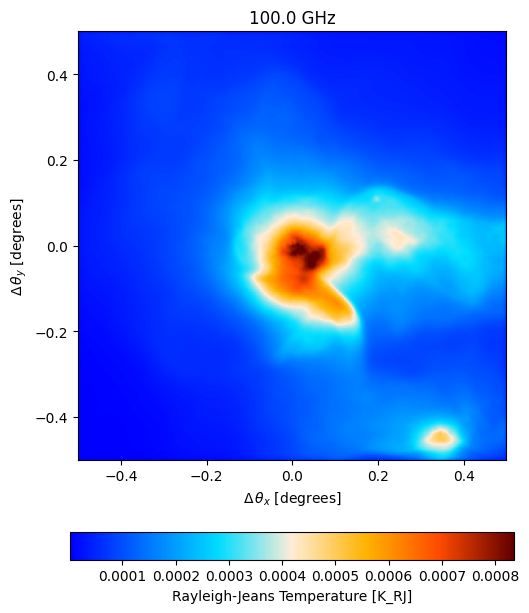 100.0 GHz
0.4
0.2
0.0
−0.2
−0.4
Δ θy [degrees]
−0.4 −0.2 0.0 0.2 0.4
Δ θx [degrees]
0.0001 0.0002 0.0003 0.0004 0.0005 0.0006 0.0007 0.0008
Rayleigh-Jeans Temperature [K_RJ]